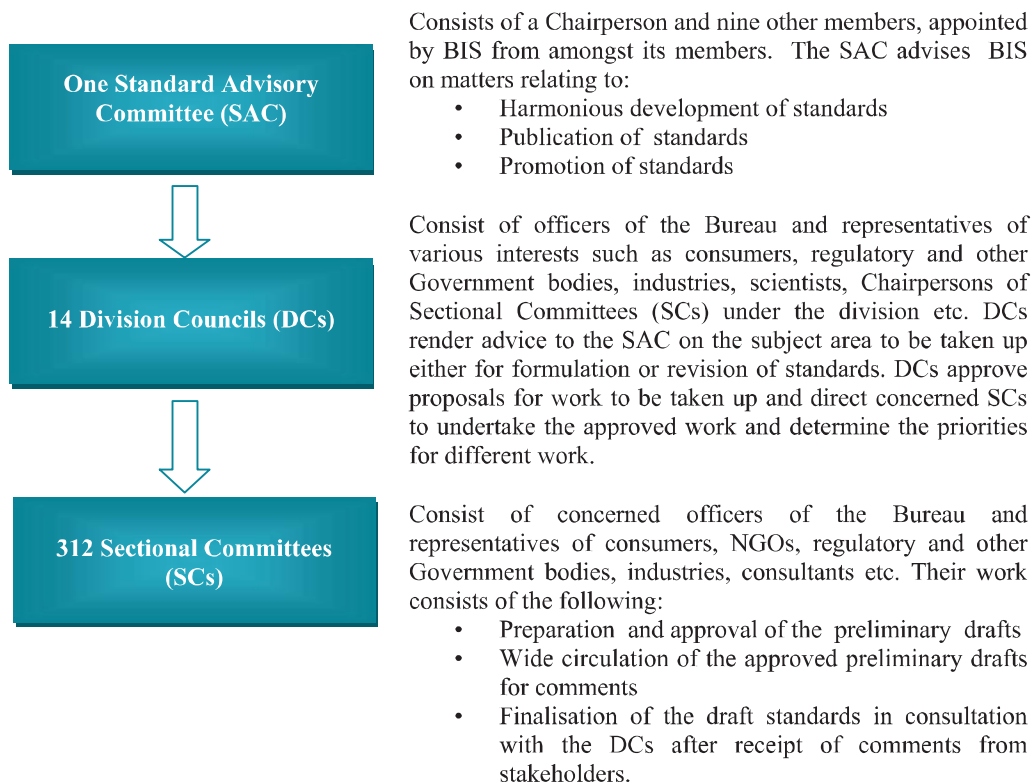 One Standard Advisory
Committee (SAC)
Consists of a Chairperson and nine other members, appointed
by BIS from amongst its members. The SAC advises BIS
on matters relating to:
• Harmonious development of standards
• Publication of standards
• Promotion of standards
14 Division Councils (DCs)
Consist of officers of the Bureau and representatives of
various interests such as consumers, regulatory and other
Government bodies, industries, scientists, Chairpersons of
Sectional Committees (SCs) under the division etc. DCs
render advice to the SAC on the subject area to be taken up
either for formulation or revision of standards. DCs approve
proposals for work to be taken up and direct concerned SCs
to undertake the approved work and determine the priorities
for different work.
312 Sectional Committees
(SCs)
Consist of concerned officers of the Bureau and
representatives of consumers, NGOs, regulatory and other
Government bodies, industries, consultants etc. Their work
consists of the following:
• Preparation and approval of the preliminary drafts
• Wide circulation of the approved preliminary drafts
for comments
• Finalisation of the draft standards in consultation
with the DCs after receipt of comments from
stakeholders.